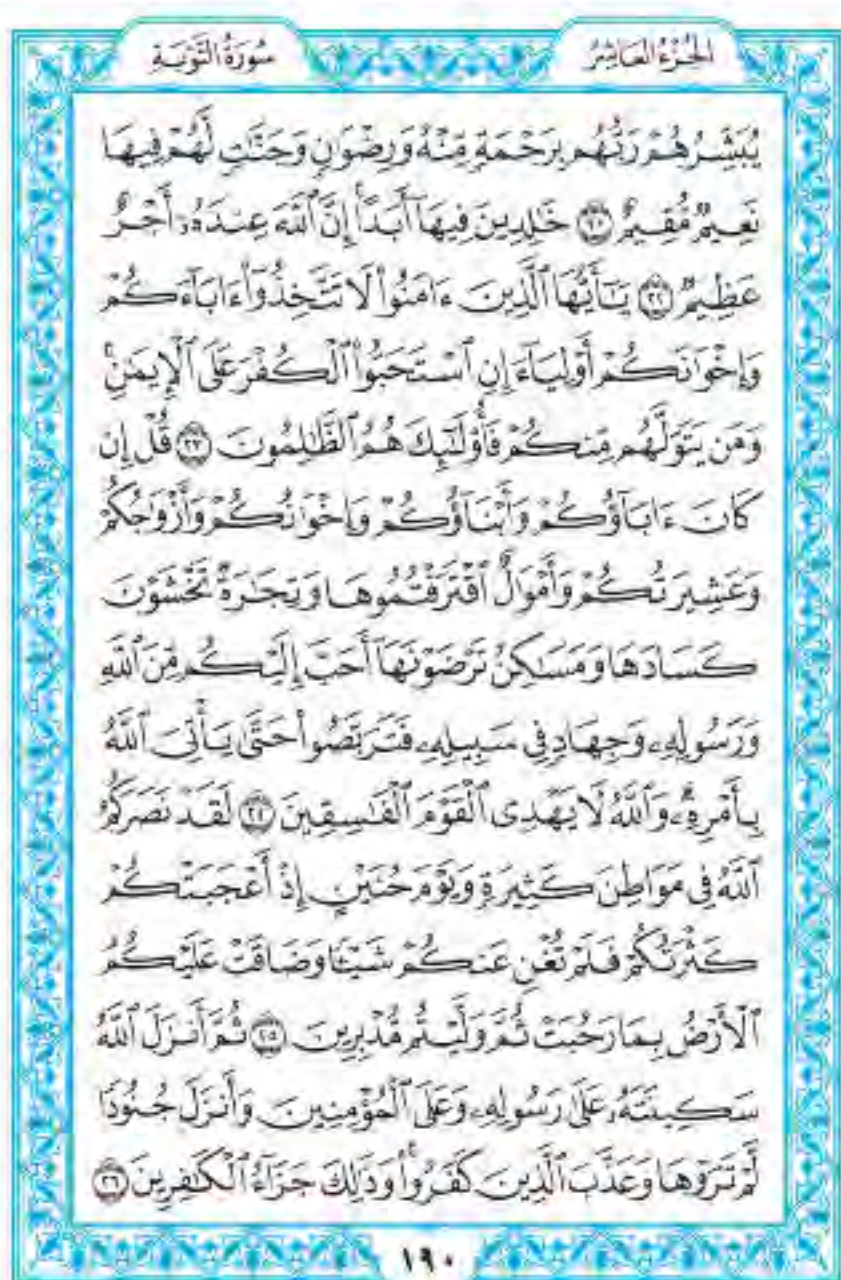 الجُزْءُ العَاشِرُ
سُورَةُ التَّوْبَةِ
يُبَشِّرُهُمْ رَبُّهُم بِرَحْمَةٍ مِّنْهُ وَرِضْوَٰنٍ وَجَنَّٰتٍ لَّهُمْ فِيهَا
نَعِيمٌ مُّقِيمٌ ٢١ خَٰلِدِينَ فِيهَآ أَبَدًا ۚ إِنَّ ٱللَّهَ عِندَهُۥٓ أَجْرٌ
عَظِيمٌ ٢٢ يَٰٓأَيُّهَا ٱلَّذِينَ ءَامَنُوا۟ لَا تَتَّخِذُوٓا۟ ءَابَآءَكُمْ
وَإِخْوَٰنَكُمْ أَوْلِيَآءَ إِنِ ٱسْتَحَبُّوا۟ ٱلْكُفْرَ عَلَى ٱلْإِيمَٰنِ ۚ
وَمَن يَتَوَلَّهُم مِّنكُمْ فَأُو۟لَٰٓئِكَ هُمُ ٱلظَّٰلِمُونَ ٢٣ قُلْ إِن
كَانَ ءَابَآؤُكُمْ وَأَبْنَآؤُكُمْ وَإِخْوَٰنُكُمْ وَأَزْوَٰجُكُمْ
وَعَشِيرَتُكُمْ وَأَمْوَٰلٌ ٱقْتَرَفْتُمُوهَا وَتِجَٰرَةٌ تَخْشَوْنَ
كَسَادَهَا وَمَسَٰكِنُ تَرْضَوْنَهَآ أَحَبَّ إِلَيْكُم مِّنَ ٱللَّهِ
وَرَسُولِهِۦ وَجِهَادٍ فِى سَبِيلِهِۦ فَتَرَبَّصُوا۟ حَتَّىٰ يَأْتِىَ ٱللَّهُ
بِأَمْرِهِۦ ۗ وَٱللَّهُ لَا يَهْدِى ٱلْقَوْمَ ٱلْفَٰسِقِينَ ٢٤ لَقَدْ نَصَرَكُمُ
ٱللَّهُ فِى مَوَاطِنَ كَثِيرَةٍ ۙ وَيَوْمَ حُنَيْنٍ ۙ إِذْ أَعْجَبَتْكُمْ
كَثْرَتُكُمْ فَلَمْ تُغْنِ عَنكُمْ شَيْـًٔا وَضَاقَتْ عَلَيْكُمُ
ٱلْأَرْضُ بِمَا رَحُبَتْ ثُمَّ وَلَّيْتُم مُّدْبِرِينَ ٢٥ ثُمَّ أَنزَلَ ٱللَّهُ
سَكِينَتَهُۥ عَلَىٰ رَسُولِهِۦ وَعَلَى ٱلْمُؤْمِنِينَ وَأَنزَلَ جُنُودًا
لَّمْ تَرَوْهَا وَعَذَّبَ ٱلَّذِينَ كَفَرُوا۟ ۚ وَذَٰلِكَ جَزَآءُ ٱلْكَٰفِرِينَ ٢٦
١٩٠